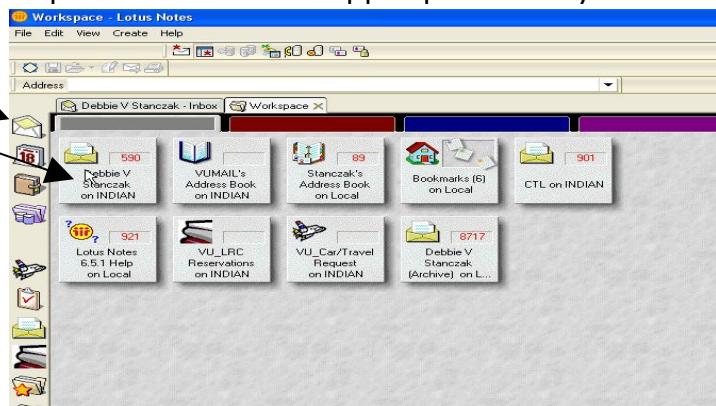 Workspace - Lotus Notes
File Edit View Create Help
Address
Debbie V Stanczak - Inbox Workspace
18
590
Debbie V
Stanczak
on INDIAN
VUMAIL's
Address Book
on INDIAN
89
Stanczak's
Address Book
on Local
Bookmarks (6)
on Local
901
CTL on INDIAN
921
Lotus Notes
6.5.1 Help
on Local
VU_LRC
Reservations
on INDIAN
VU_Car/Travel
Request
on INDIAN
8717
Debbie V
Stanczak
(Archive) on L...